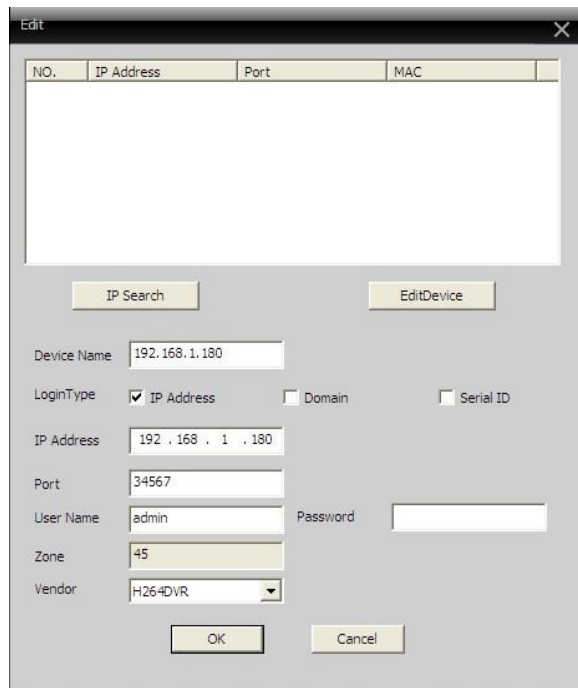 Edit
NO. IP Address Port MAC
IP Search EditDevice
Device Name 192.168.1.180
LoginType IP Address Domain Serial ID
IP Address 192 . 168 . 1 . 180
Port 34567
User Name admin Password
Zone 45
Vendor H264DVR
OK Cancel